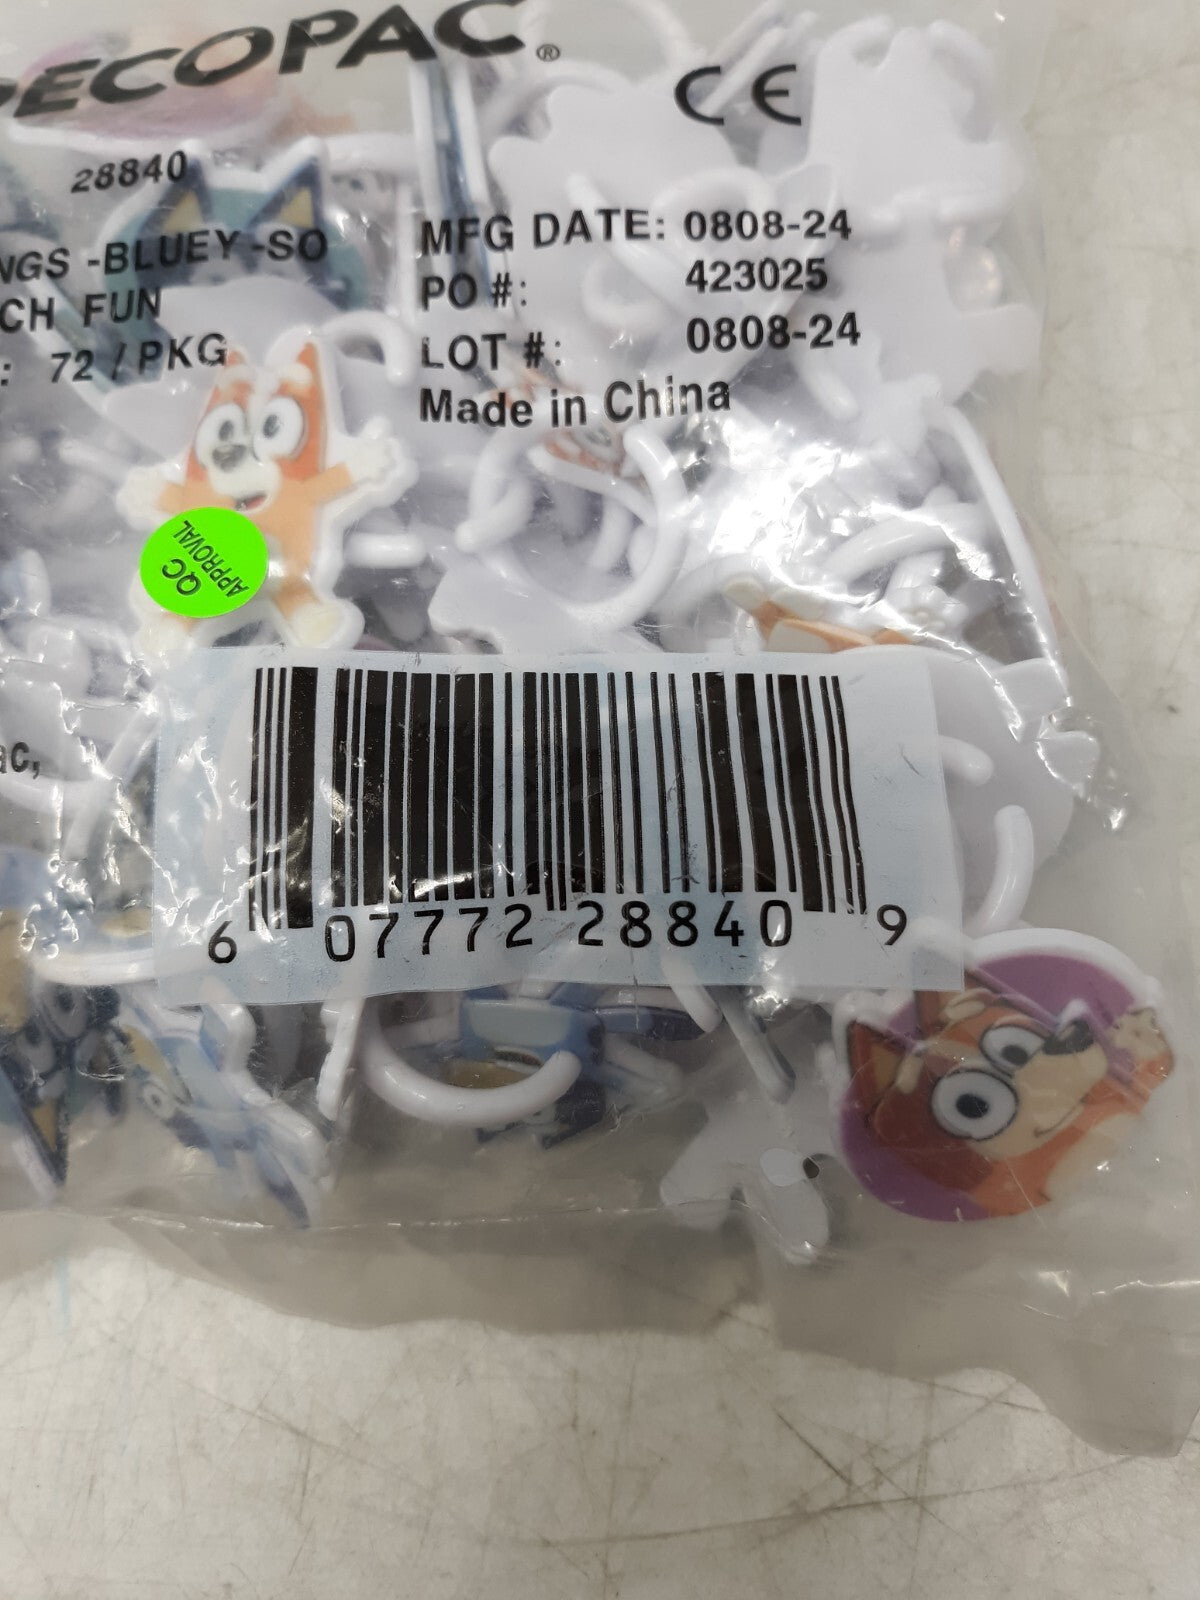 DECOPAC®
CE
28840
NGS -BLUEY -SO
CH FUN
: 72 / PKG
MFG DATE: 0808-24
PO #: 423025
LOT #: 0808-24
Made in China
QC
APPROVAL
ac,
6 07772 28840 9